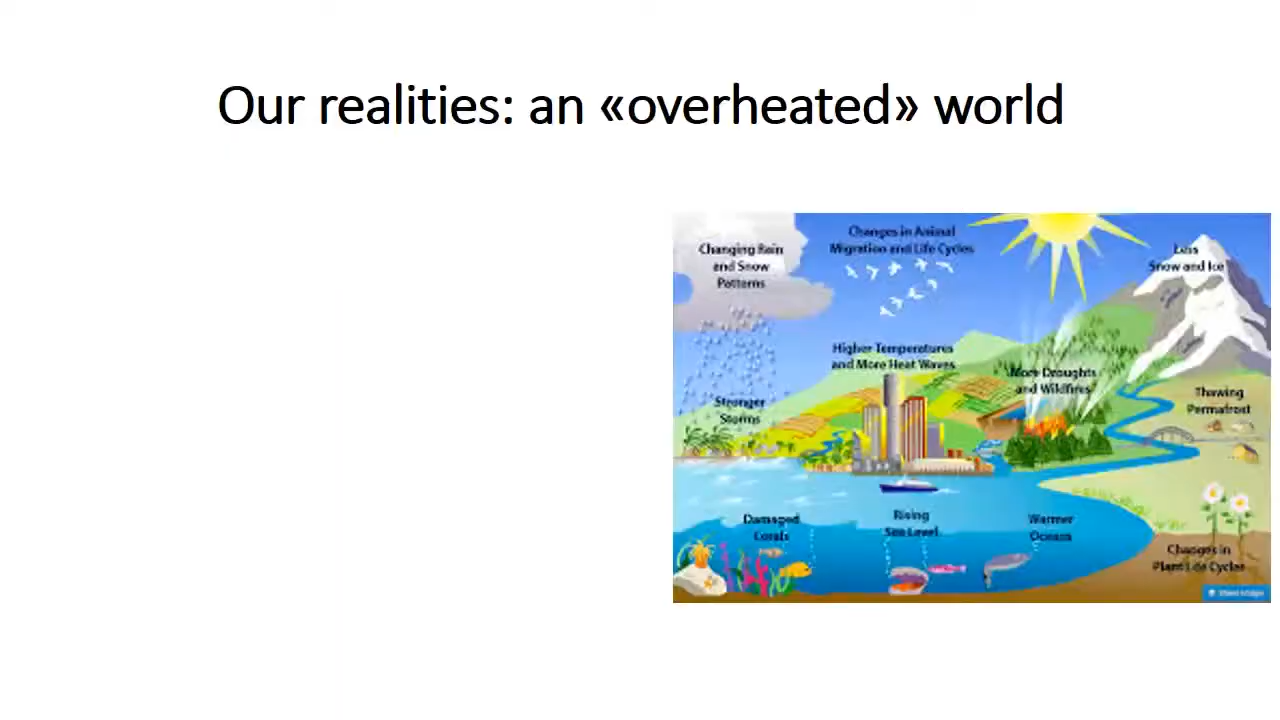 Our realities: an «overheated» world
Changing Rain
and Snow
Patterns
Changes in Animal
Migration and Life Cycles
Less
Snow and Ice
Higher Temperatures
and More Heat Waves
More Droughts
and Wildfires
Thawing
Permafrost
Stronger
Storms
Damaged
Corals
Rising
Sea Level
Warmer
Oceans
Changes in
Plant Life Cycles